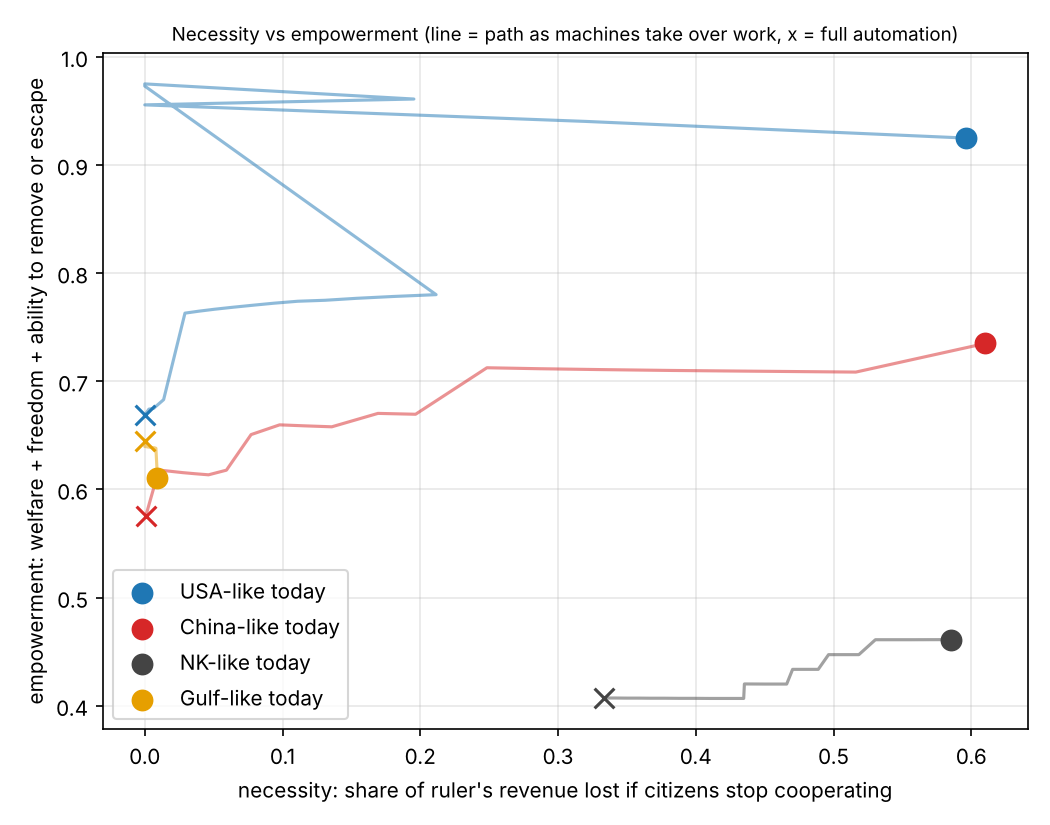 Necessity vs empowerment (line = path as machines take over work, x = full automation)
empowerment: welfare + freedom + ability to remove or escape
1.0
0.9
0.8
0.7
0.6
0.5
0.4
USA-like today
China-like today
NK-like today
Gulf-like today
0.0 0.1 0.2 0.3 0.4 0.5 0.6
necessity: share of ruler's revenue lost if citizens stop cooperating